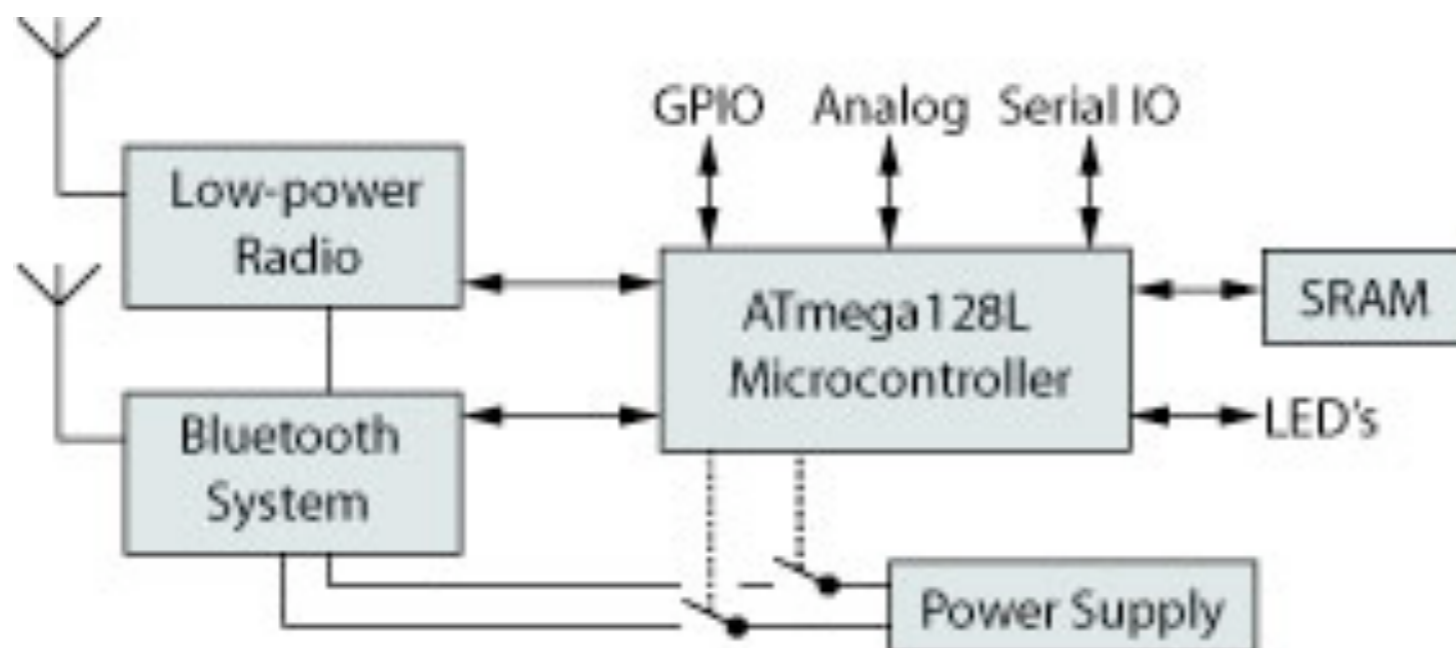 GPIO Analog Serial IO
Low-power
Radio
ATmega128L
Microcontroller
SRAM
LED's
Bluetooth
System
Power Supply